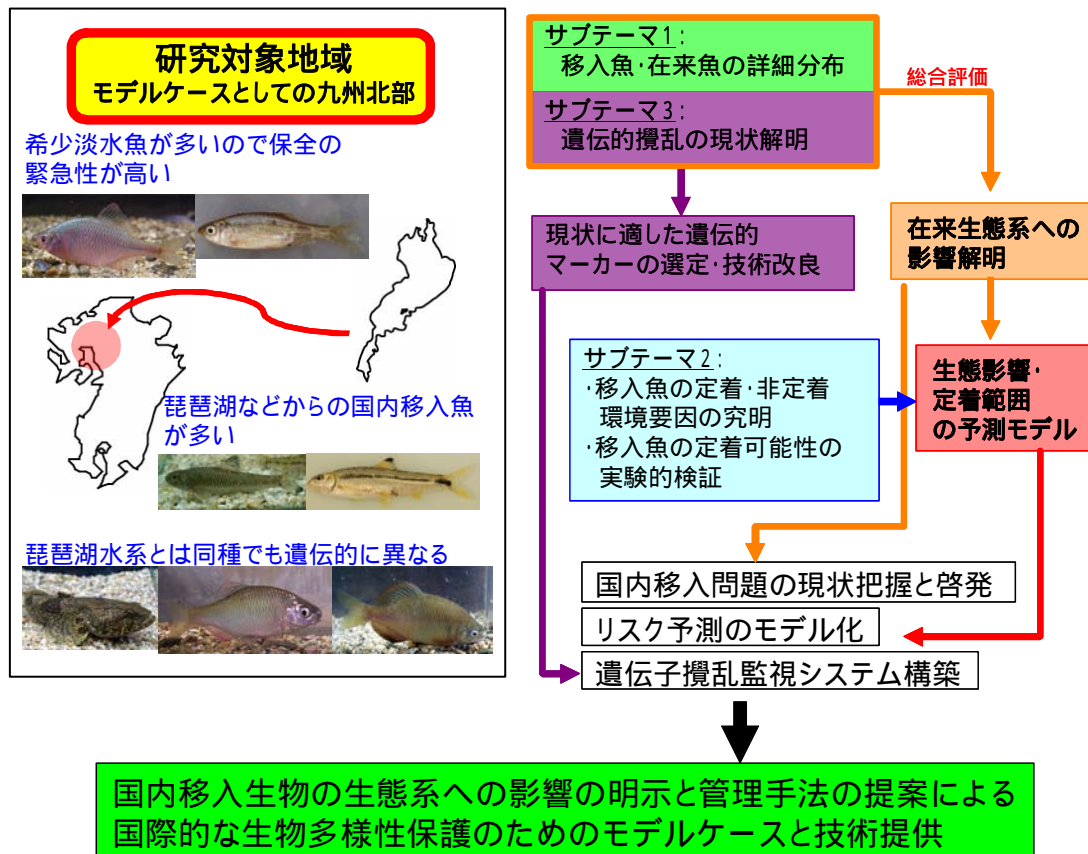 研究対象地域
モデルケースとしての九州北部
希少淡水魚が多いので保全の
緊急性が高い
琵琶湖などからの国内移入魚
が多い
琵琶湖水系とは同種でも遺伝的に異なる
サブテーマ1:
移入魚・在来魚の詳細分布
サブテーマ3:
遺伝的攪乱の現状解明
総合評価
現状に適した遺伝的
マーカーの選定・技術改良
在来生態系への
影響解明
サブテーマ2:
・移入魚の定着・非定着
環境要因の究明
・移入魚の定着可能性の
実験的検証
生態影響・
定着範囲
の予測モデル
国内移入問題の現状把握と啓発
リスク予測のモデル化
遺伝子攪乱監視システム構築
国内移入生物の生態系への影響の明示と管理手法の提案による
国際的な生物多様性保護のためのモデルケースと技術提供